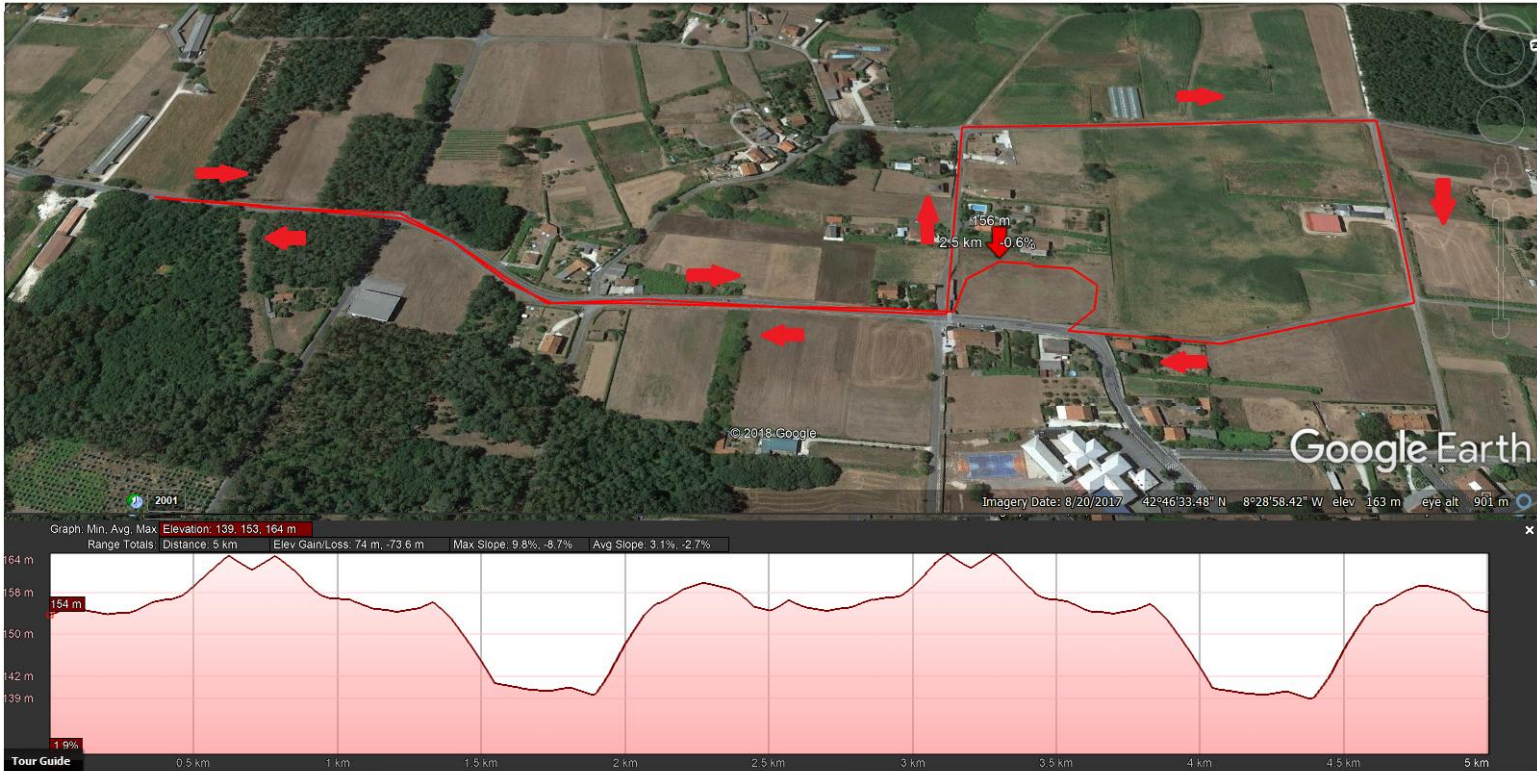 156 m
2.5 km -0.6%
© 2018 Google
Google Earth
2001
Imagery Date: 8/20/2017 42°46'33.48" N 8°28'58.42" W elev 163 m eye alt 901 m
Graph: Min, Avg, Max Elevation: 139, 153, 164 m
Range Totals: Distance: 5 km Elev Gain/Loss: 74 m, -73.6 m Max Slope: 9.8%, -8.7% Avg Slope: 3.1%, -2.7%
164 m
158 m
154 m
150 m
142 m
139 m
1.9%
Tour Guide
0.5 km 1 km 1.5 km 2 km 2.5 km 3 km 3.5 km 4 km 4.5 km 5 km